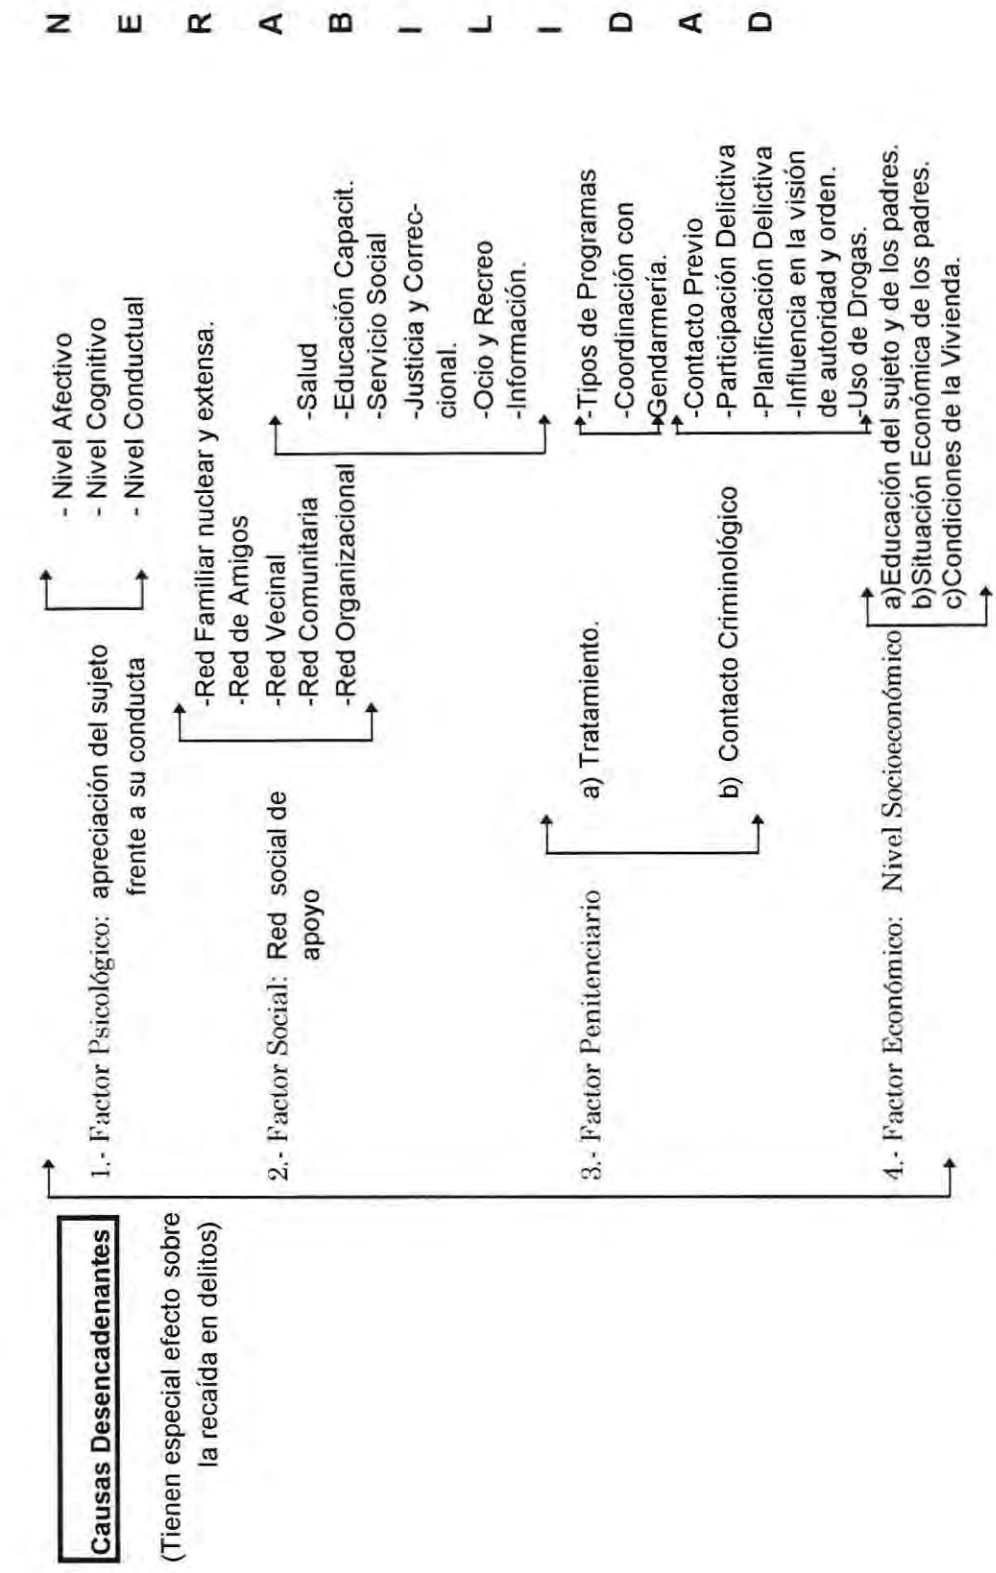 Causas Desencadenantes
(Tienen especial efecto sobre
la recaída en delitos)
1.- Factor Psicológico: apreciación del sujeto
frente a su conducta
- Nivel Afectivo
- Nivel Cognitivo
- Nivel Conductual
2.- Factor Social: Red social de
apoyo
-Red Familiar nuclear y extensa.
-Red de Amigos
-Red Vecinal
-Red Comunitaria
-Red Organizacional
-Salud
-Educación Capacit.
-Servicio Social
-Justicia y Correc-
cional.
-Ocio y Recreo
-Información.
3.- Factor Penitenciario
a) Tratamiento.
-Tipos de Programas
-Coordinación con
Gendarmería.
b) Contacto Criminológico
-Contacto Previo
-Participación Delictiva
-Planificación Delictiva
-Influencia en la visión
de autoridad y orden.
-Uso de Drogas.
4.- Factor Económico: Nivel Socioeconómico
a)Educación del sujeto y de los padres.
b)Situación Económica de los padres.
c)Condiciones de la Vivienda.
N
E
R
A
B
I
L
I
D
A
D